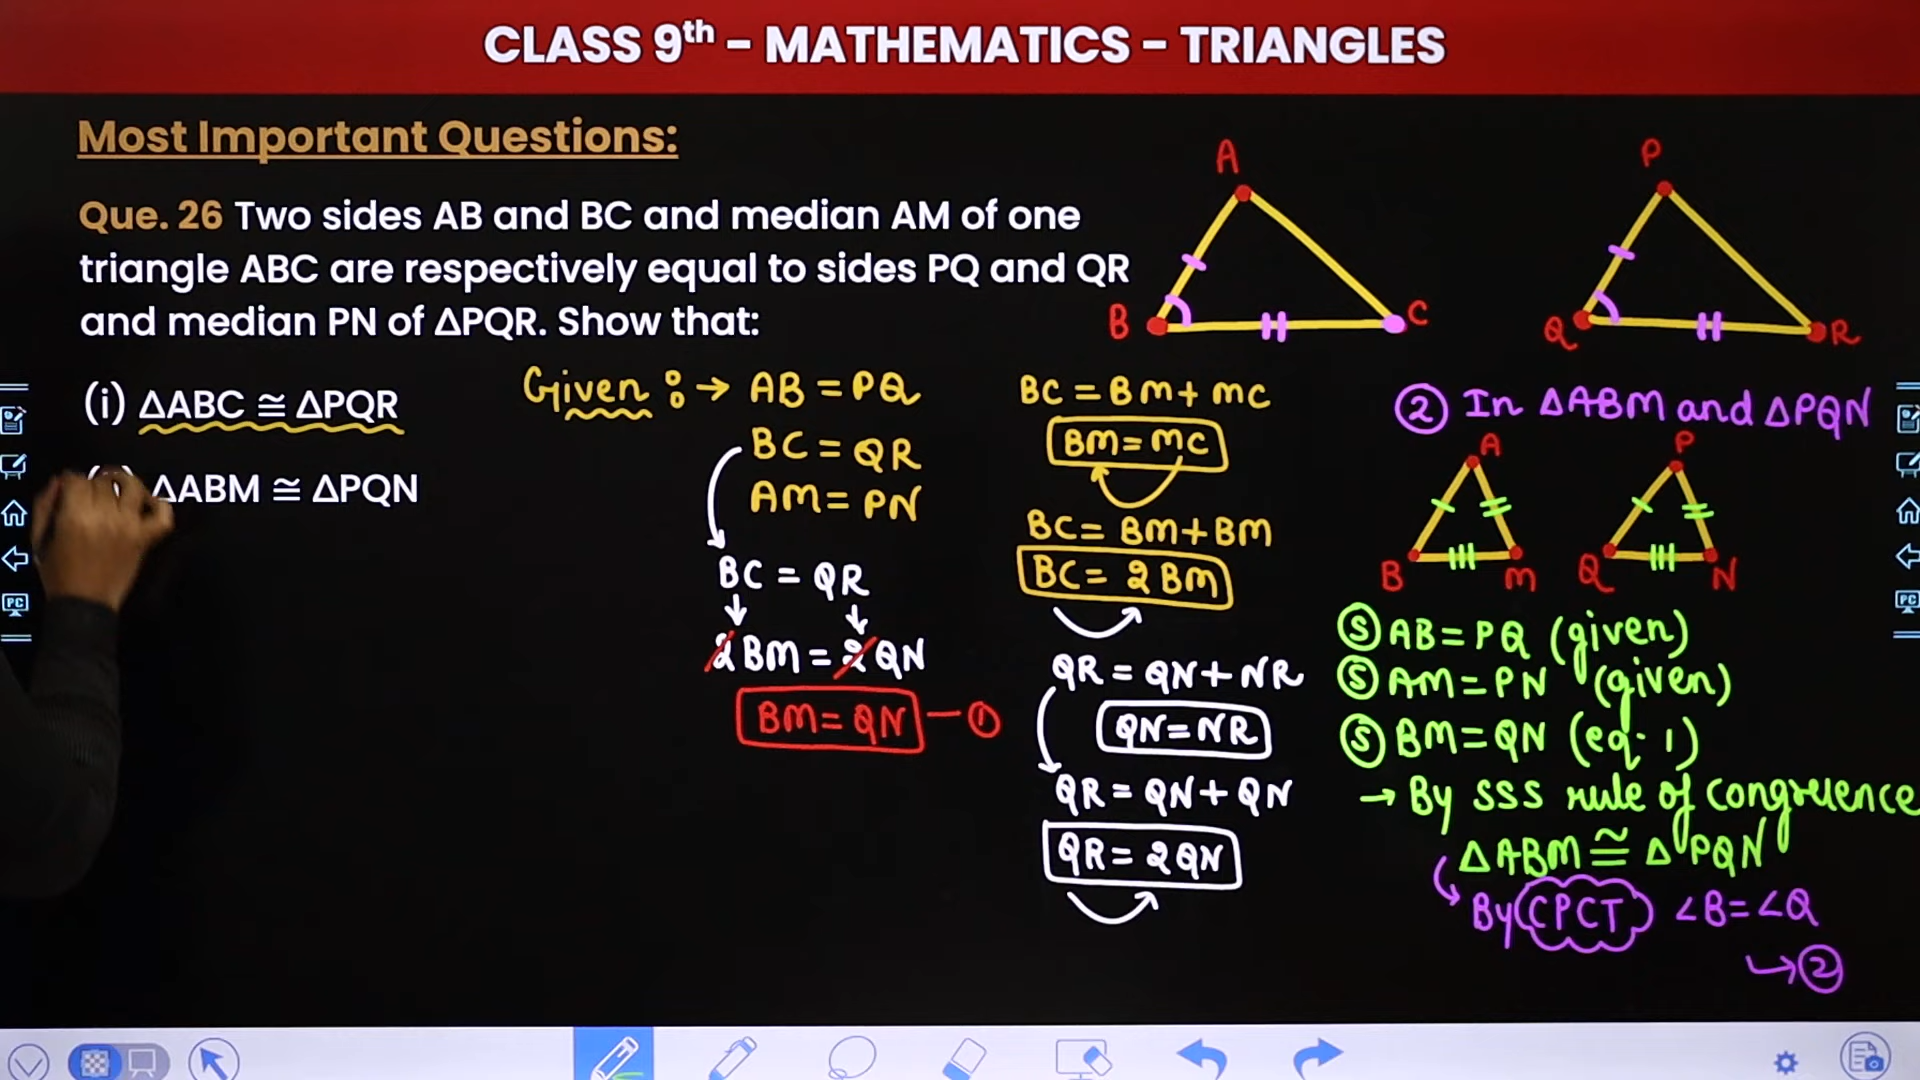 CLASS 9th - MATHEMATICS - TRIANGLES
Most Important Questions:
Que. 26 Two sides AB and BC and median AM of one
triangle ABC are respectively equal to sides PQ and QR
and median PN of ΔPQR. Show that:
(i) ΔABC ≅ ΔPQR
ΔABM ≅ ΔPQN
Given : → AB = PQ
BC = QR
AM = PN
BC = QR
2BM = 2QN
BM = QN — ①
BC = BM + MC
BM = MC
BC = BM + BM
BC = 2BM
QR = QN + NR
QN = NR
QR = QN + QN
QR = 2QN
A
B
C
P
Q
R
② In ΔABM and ΔPQN
A
B
M
P
Q
N
Ⓢ AB = PQ (given)
Ⓢ AM = PN (given)
Ⓢ BM = QN (eq. 1)
→ By SSS rule of congruence
ΔABM ≅ ΔPQN
By CPCT ∠B = ∠Q
→ ②
PC
PC